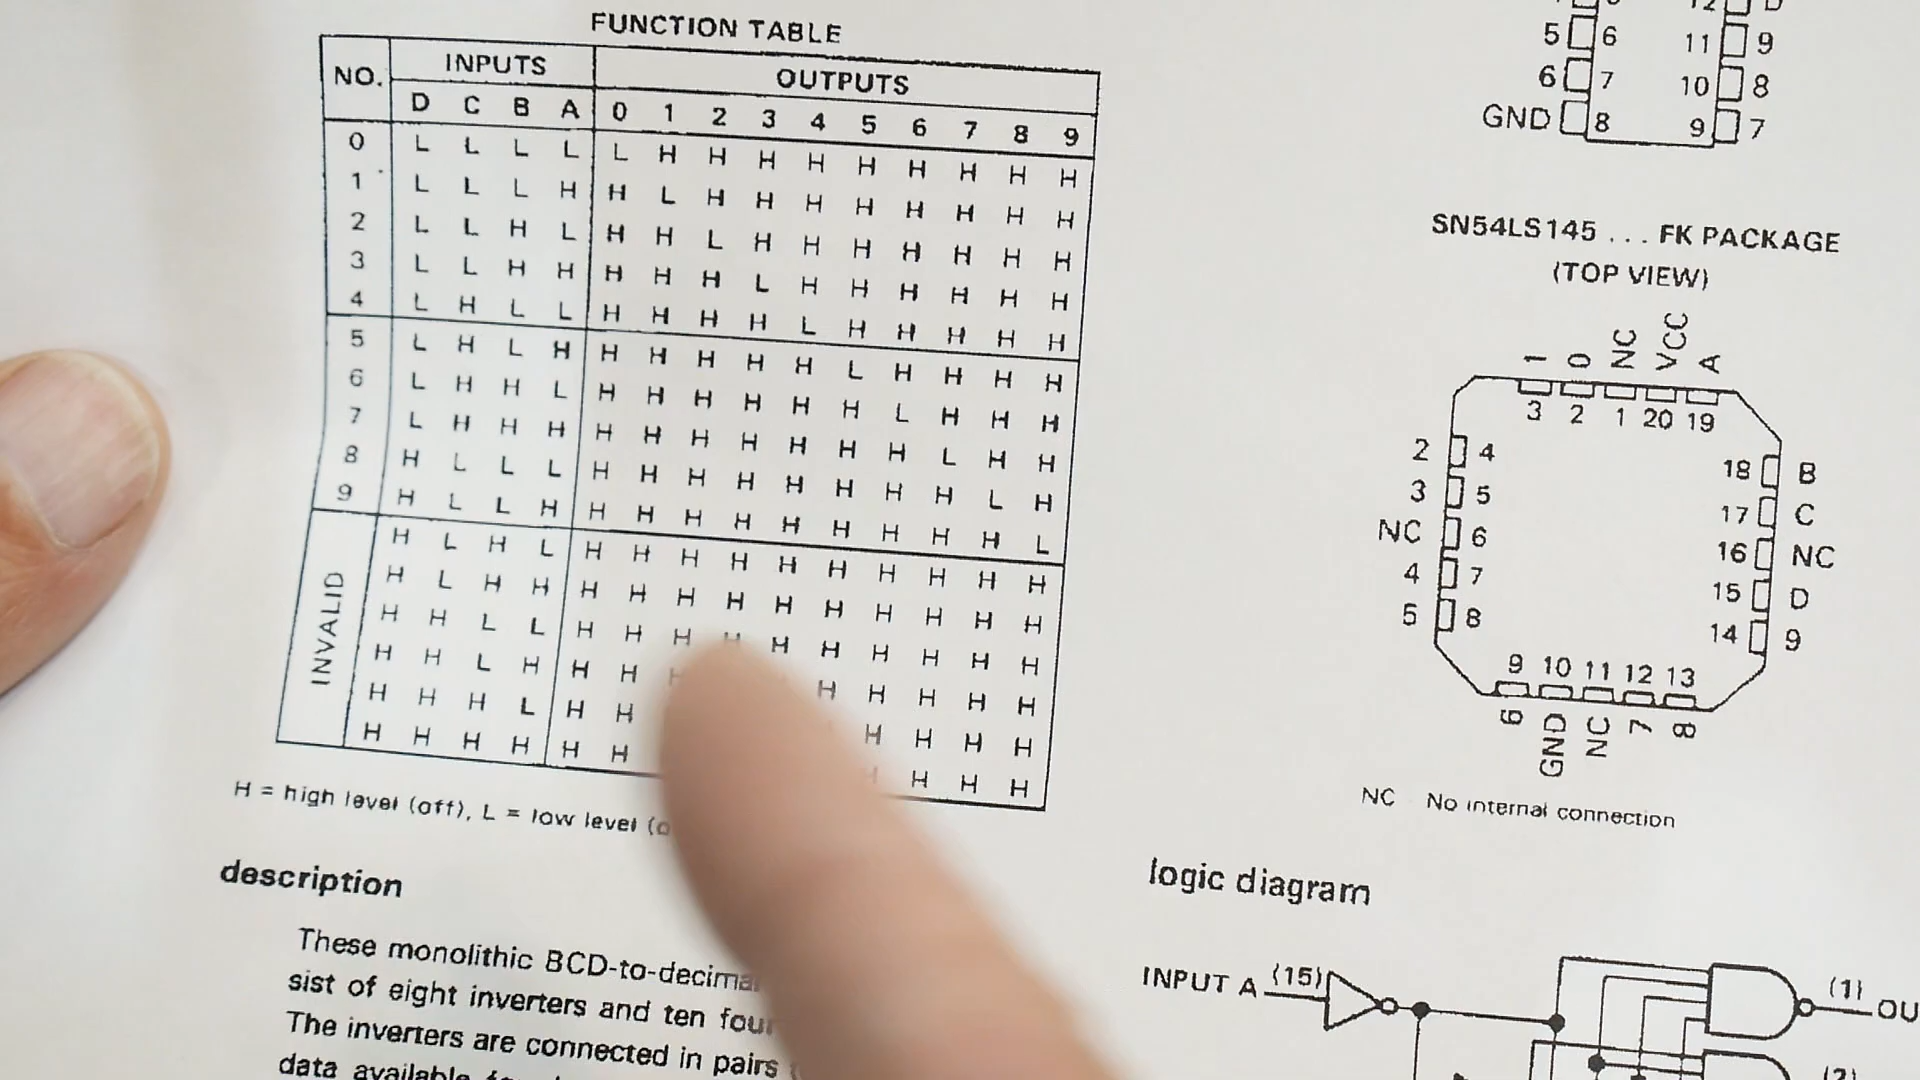 FUNCTION TABLE
NO. INPUTS OUTPUTS
D C B A 0 1 2 3 4 5 6 7 8 9
0 L L L L L H H H H H H H H H
1 L L L H H L H H H H H H H H
2 L L H L H H L H H H H H H H
3 L L H H H H H L H H H H H H
4 L H L L H H H H L H H H H H
5 L H L H H H H H H L H H H H
6 L H H L H H H H H H L H H H
7 L H H H H H H H H H H L H H
8 H L L L H H H H H H H H L H
9 H L L H H H H H H H H H H L
INVALID
H L H L H H H H H H H H H H
H L H H H H H H H H H H H H
H H L L H H H H H H H H H H
H H L H H H H H H H H H
H H H L H H H H H H
H H H H H H H H H
H = high level (off), L = low level
description
These monolithic BCD-to-decimal
sist of eight inverters and ten four
The inverters are connected in pairs
data available
12 D
5 6 11 9
6 7 10 8
GND 8 9 7
SN54LS145 ... FK PACKAGE
(TOP VIEW)
1 0 NC VCC A
3 2 1 20 19
2 4 18 B
3 5 17 C
NC 6 16 NC
4 7 15 D
5 8 14 9
9 10 11 12 13
6 GND NC 7 8
NC No internal connection
logic diagram
INPUT A (15)
(1)
OU
(2)